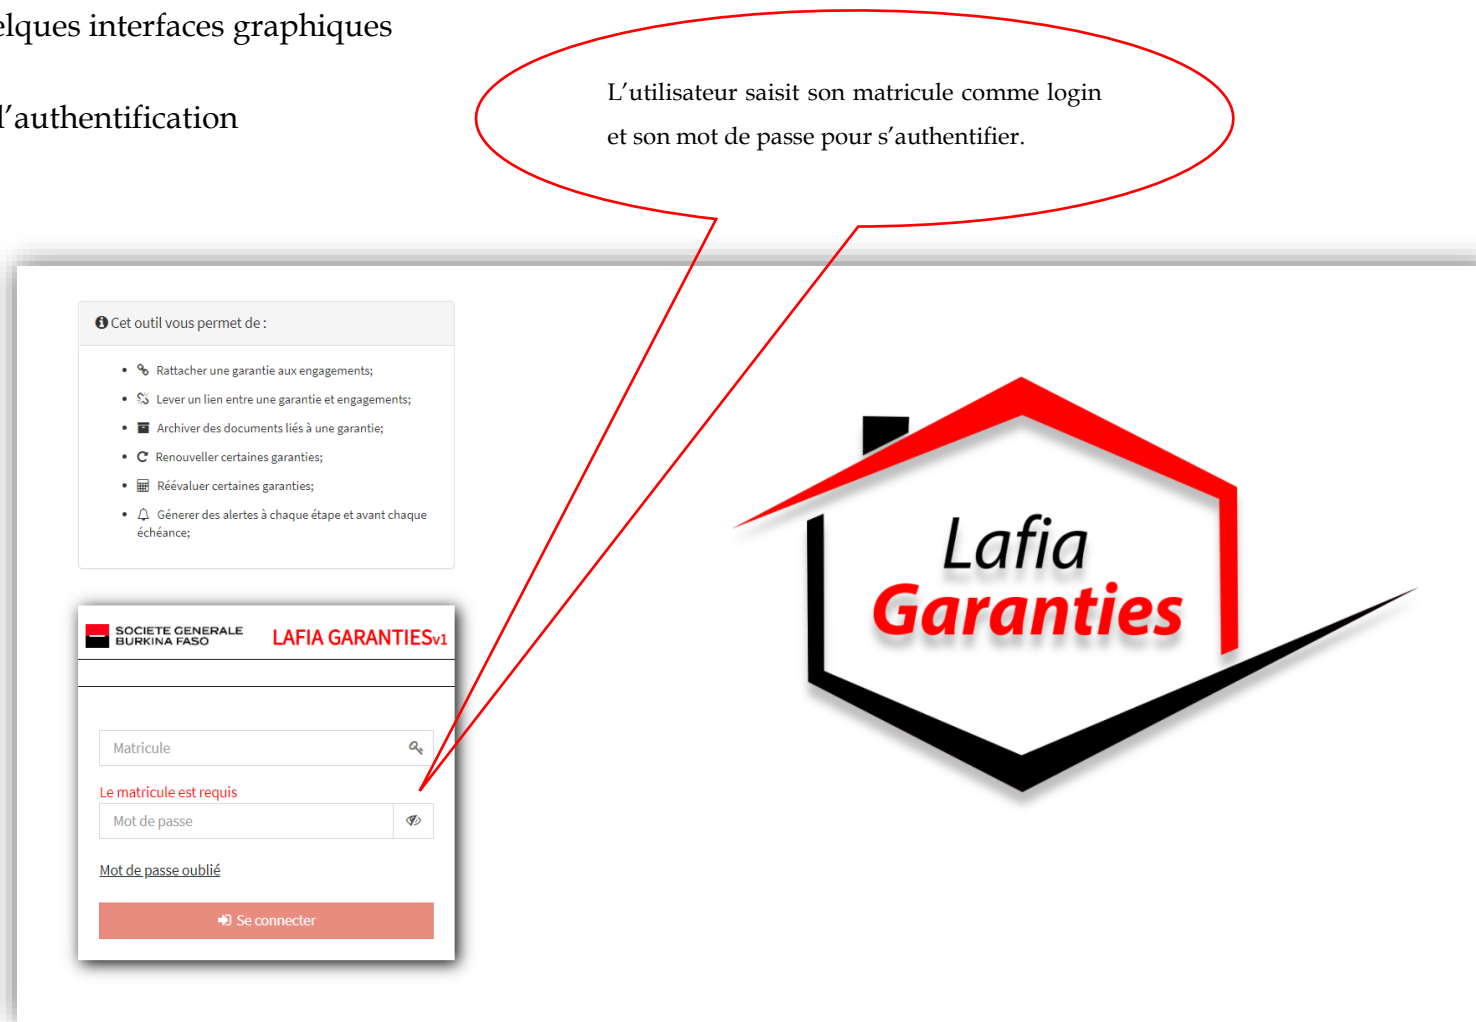 elques interfaces graphiques
l’authentification
L’utilisateur saisit son matricule comme login
et son mot de passe pour s’authentifier.
Cet outil vous permet de :
Rattacher une garantie aux engagements;
Lever un lien entre une garantie et engagements;
Archiver des documents liés à une garantie;
Renouveller certaines garanties;
Réévaluer certaines garanties;
Génerer des alertes à chaque étape et avant chaque
échéance;
SOCIETE GENERALE
BURKINA FASO
LAFIA GARANTIESv1
Matricule
Le matricule est requis
Mot de passe
Mot de passe oublié
Se connecter
Lafia
Garanties